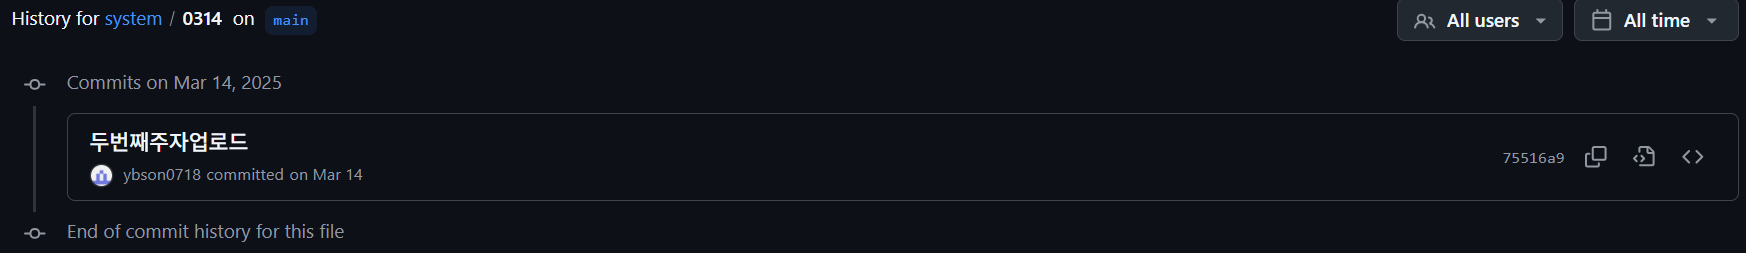 History for system / 0314 on main
All users
All time
Commits on Mar 14, 2025
두번째주자업로드
ybson0718 committed on Mar 14
75516a9
End of commit history for this file